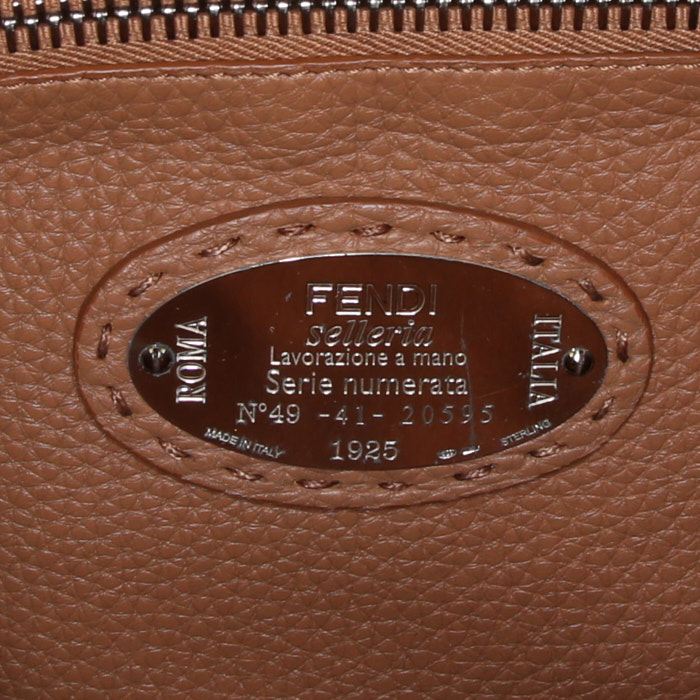 FENDI
selleria
Lavorazione a mano
Serie numerata
N°49 -41- 20595
1925
ROMA
ITALIA
MADE IN ITALY
STERLING